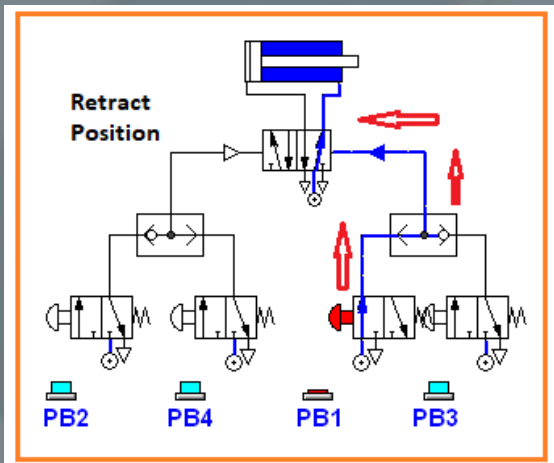 Retract
Position
PB2
PB4
PB1
PB3